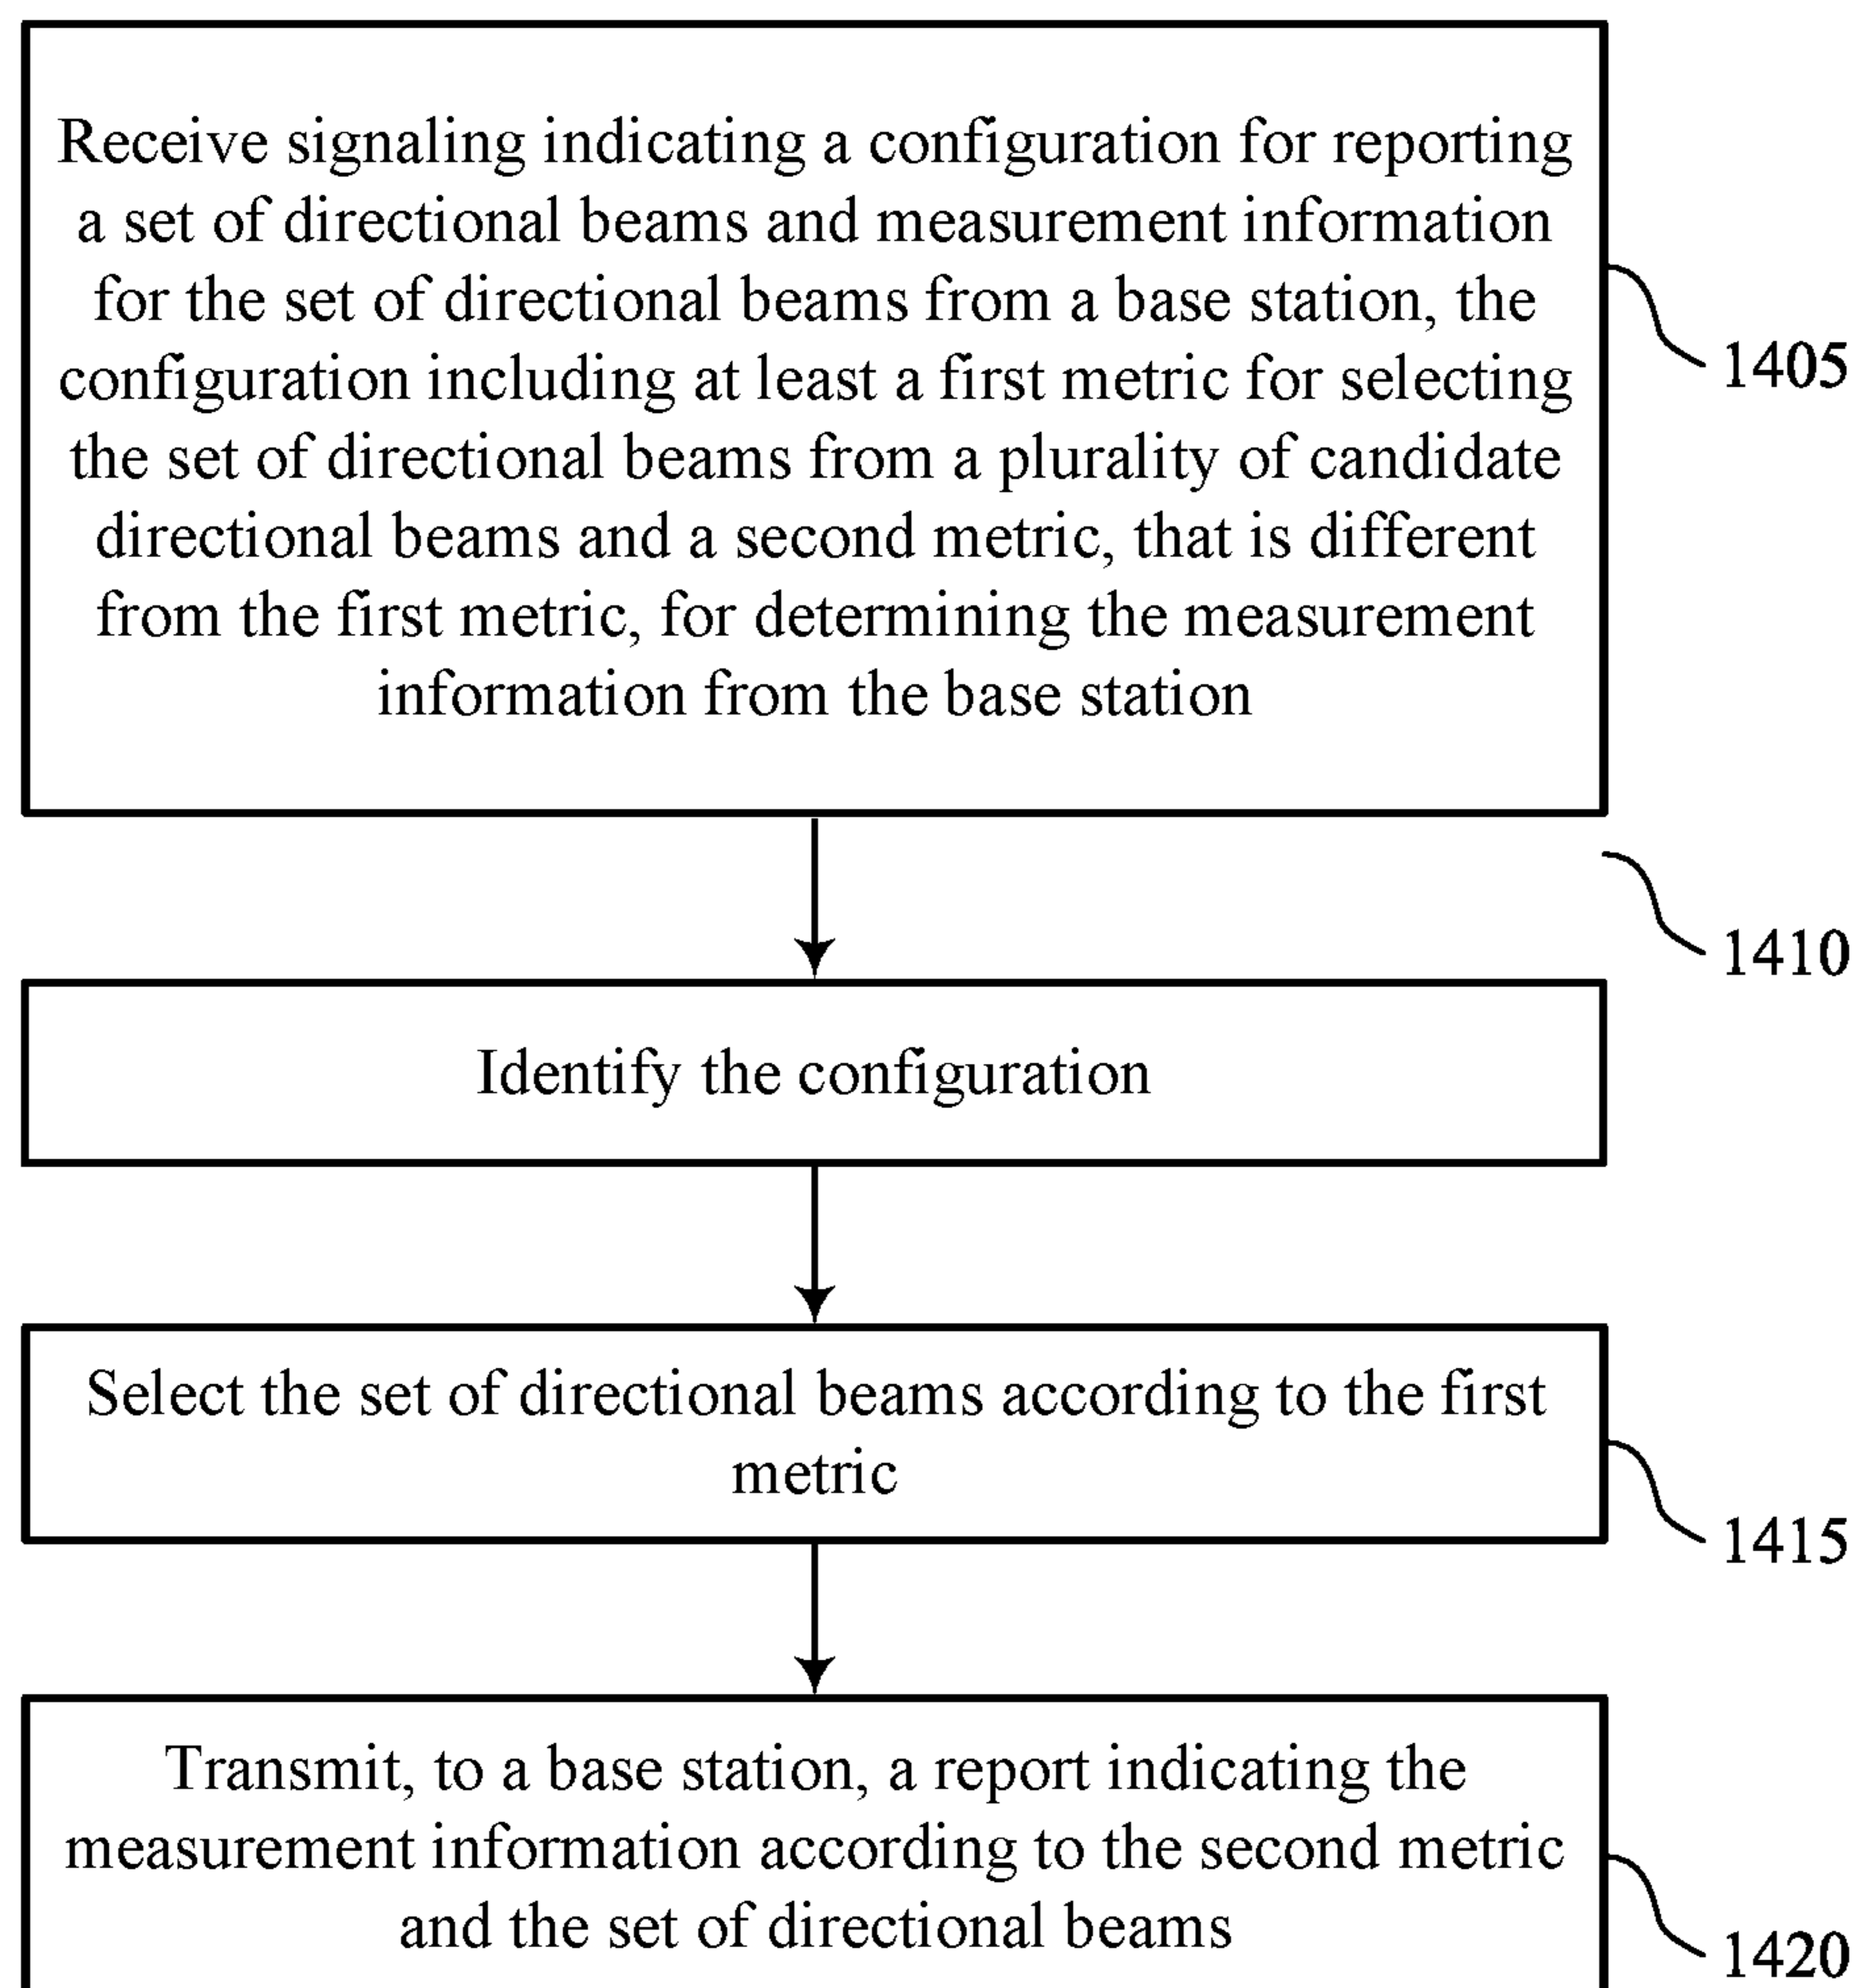 Receive signaling indicating a configuration for reporting
a set of directional beams and measurement information
for the set of directional beams from a base station, the
configuration including at least a first metric for selecting
the set of directional beams from a plurality of candidate
directional beams and a second metric, that is different
from the first metric, for determining the measurement
information from the base station
1405
1410
Identify the configuration
Select the set of directional beams according to the first
metric
1415
Transmit, to a base station, a report indicating the
measurement information according to the second metric
and the set of directional beams
1420